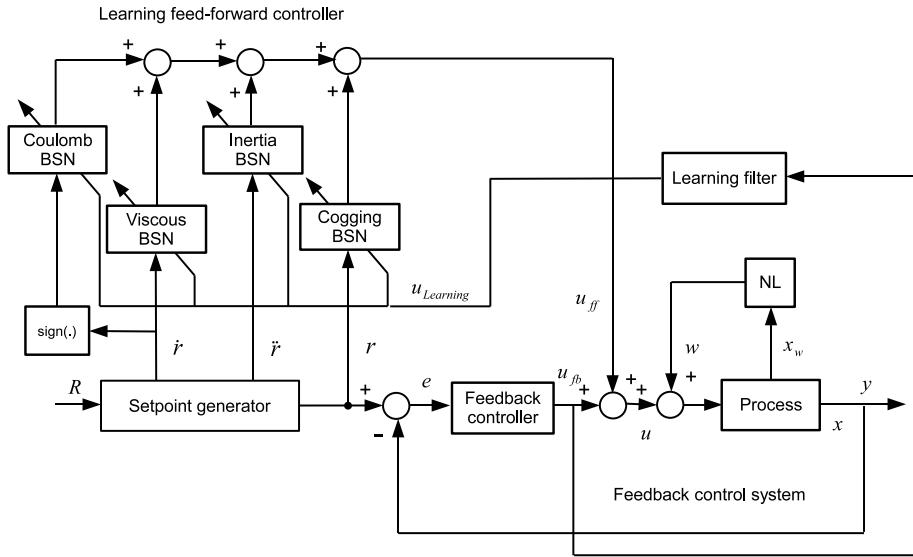 Learning feed-forward controller
+ + +
+ + + +
Coulomb
BSN
Inertia
BSN
Learning filter
Viscous
BSN
Cogging
BSN
u_Learning
u_ff
NL
sign(.)
ṙ r̈ r
w x_w
R
Setpoint generator
+
-
e
Feedback
controller
u_fb
+ +
+ +
u
Process
y
x
Feedback control system